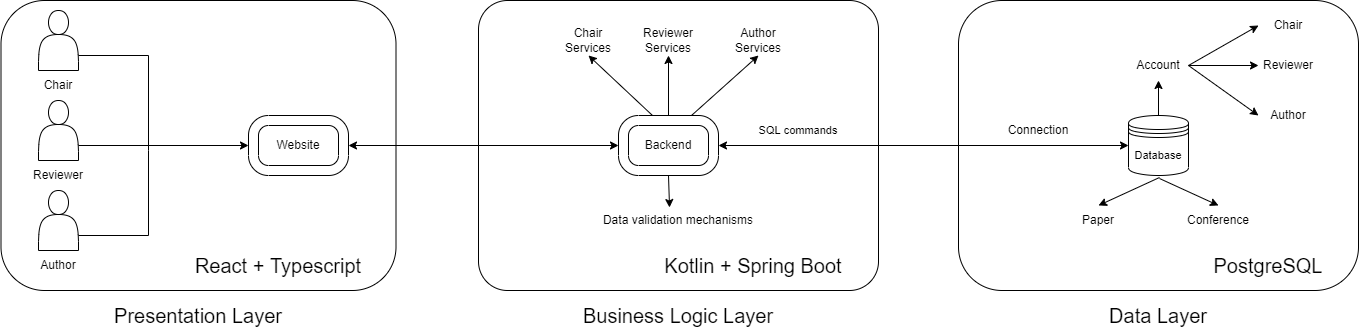 Chair
Reviewer
Author
Website
React + Typescript
Presentation Layer
Chair
Services
Reviewer
Services
Author
Services
Backend
SQL commands
Data validation mechanisms
Kotlin + Spring Boot
Business Logic Layer
Connection
Database
Account
Chair
Reviewer
Author
Paper
Conference
PostgreSQL
Data Layer